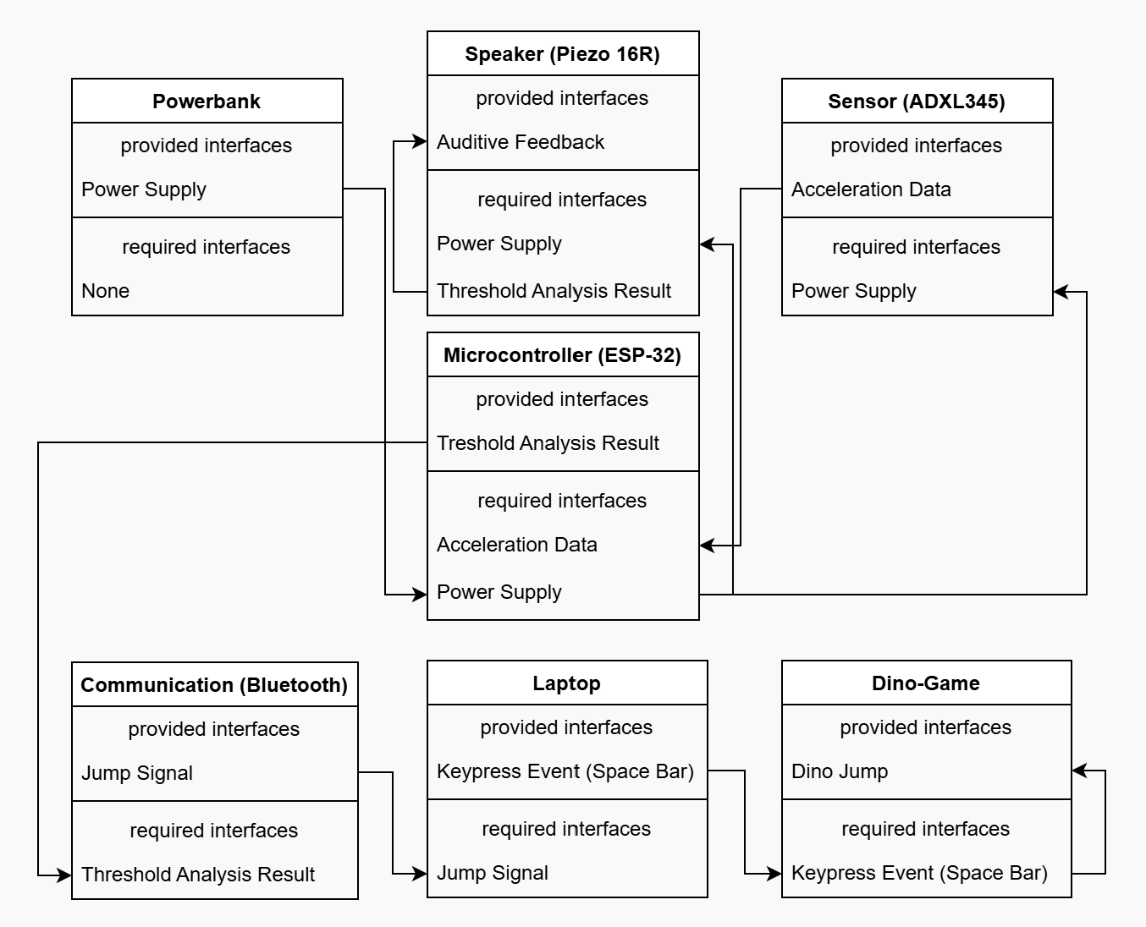 Powerbank
provided interfaces
Power Supply
required interfaces
None
Speaker (Piezo 16R)
provided interfaces
Auditive Feedback
required interfaces
Power Supply
Threshold Analysis Result
Sensor (ADXL345)
provided interfaces
Acceleration Data
required interfaces
Power Supply
Microcontroller (ESP-32)
provided interfaces
Treshold Analysis Result
required interfaces
Acceleration Data
Power Supply
Communication (Bluetooth)
provided interfaces
Jump Signal
required interfaces
Threshold Analysis Result
Laptop
provided interfaces
Keypress Event (Space Bar)
required interfaces
Jump Signal
Dino-Game
provided interfaces
Dino Jump
required interfaces
Keypress Event (Space Bar)